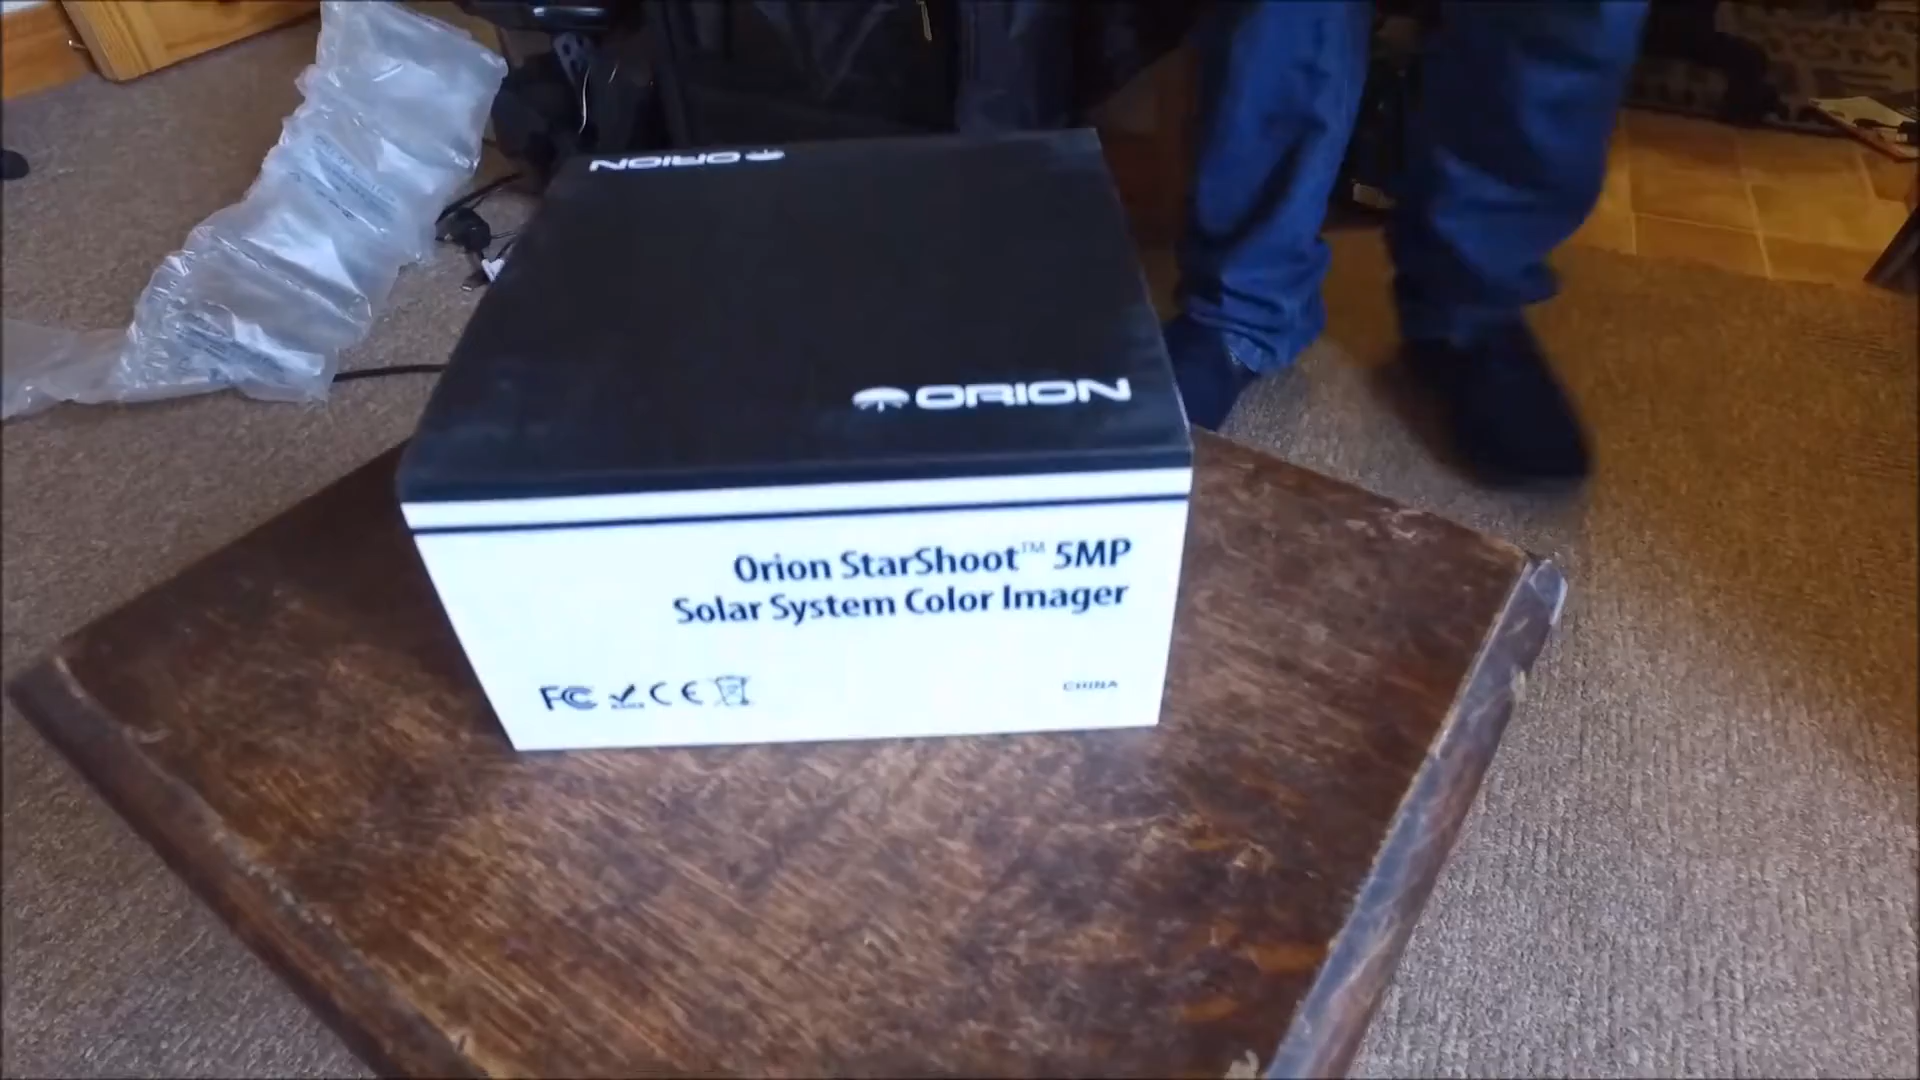 ORION
ORION
Orion StarShoot™ 5MP
Solar System Color Imager
FC CE
CHINA